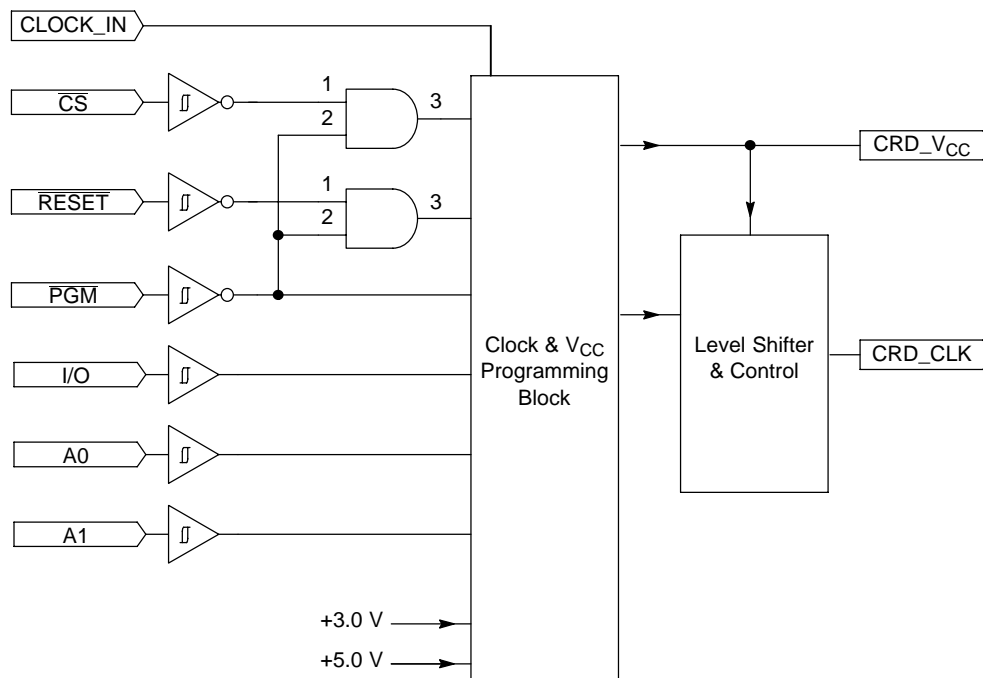 CLOCK_IN
CS
1
2
3
RESET
1
2
3
PGM
I/O
A0
A1
+3.0 V
+5.0 V
Clock & VCC
Programming
Block
CRD_VCC
Level Shifter
& Control
CRD_CLK